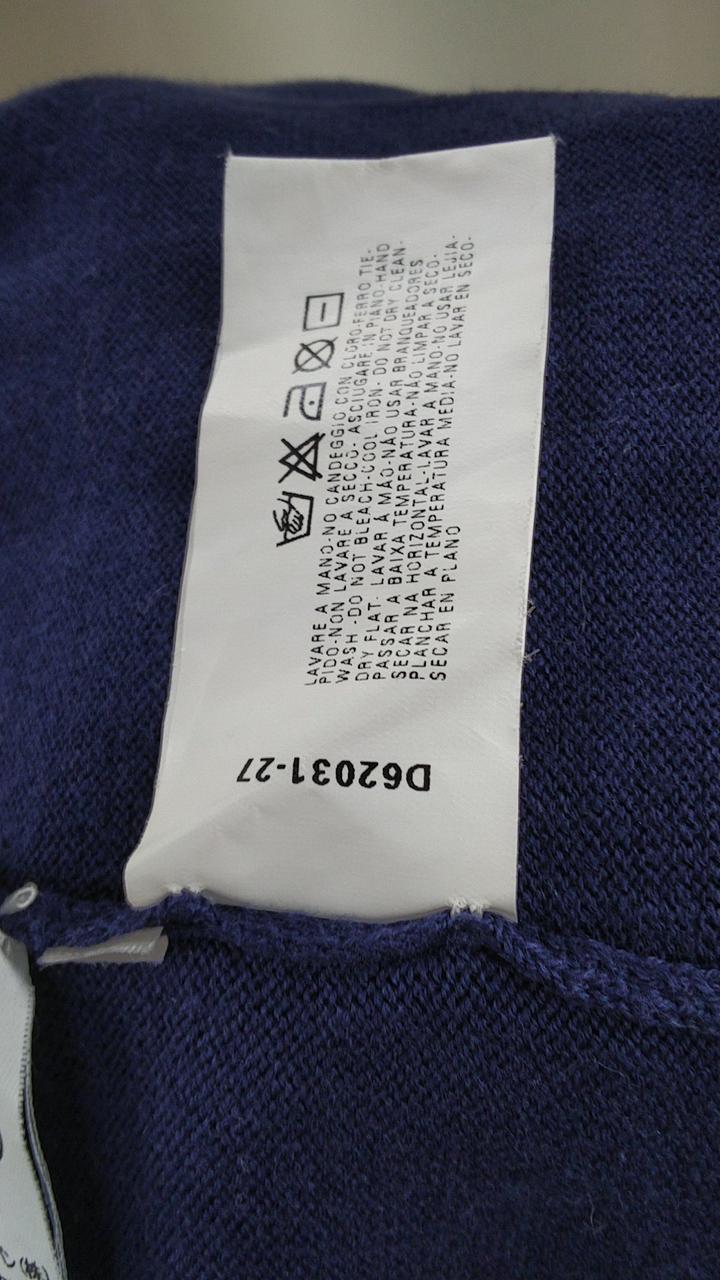 LAVARE A MANO-NO CANDEGGIO CON CLORO-FERRO TIE-
PIDO-NON LAVARE A SECCO- ASCIUGARE IN PIANO-HAND
WASH -DO NOT BLEACH-COOL IRON- DO NOT DRY CLEAN-
DRY FLAT- LAVAR Á MÃO-NÃO USAR BRANQUEADORES
PASSAR A BAIXA TEMPERATURA-NÃO LIMPAR A SECO-
SECAR NA HORIZONTAL-LAVAR A MANO-NO USAR LEJIA-
PLANCHAR A TEMPERATURA MEDIA-NO LAVAR EN SECO-
SECAR EN PLANO
D62031-27